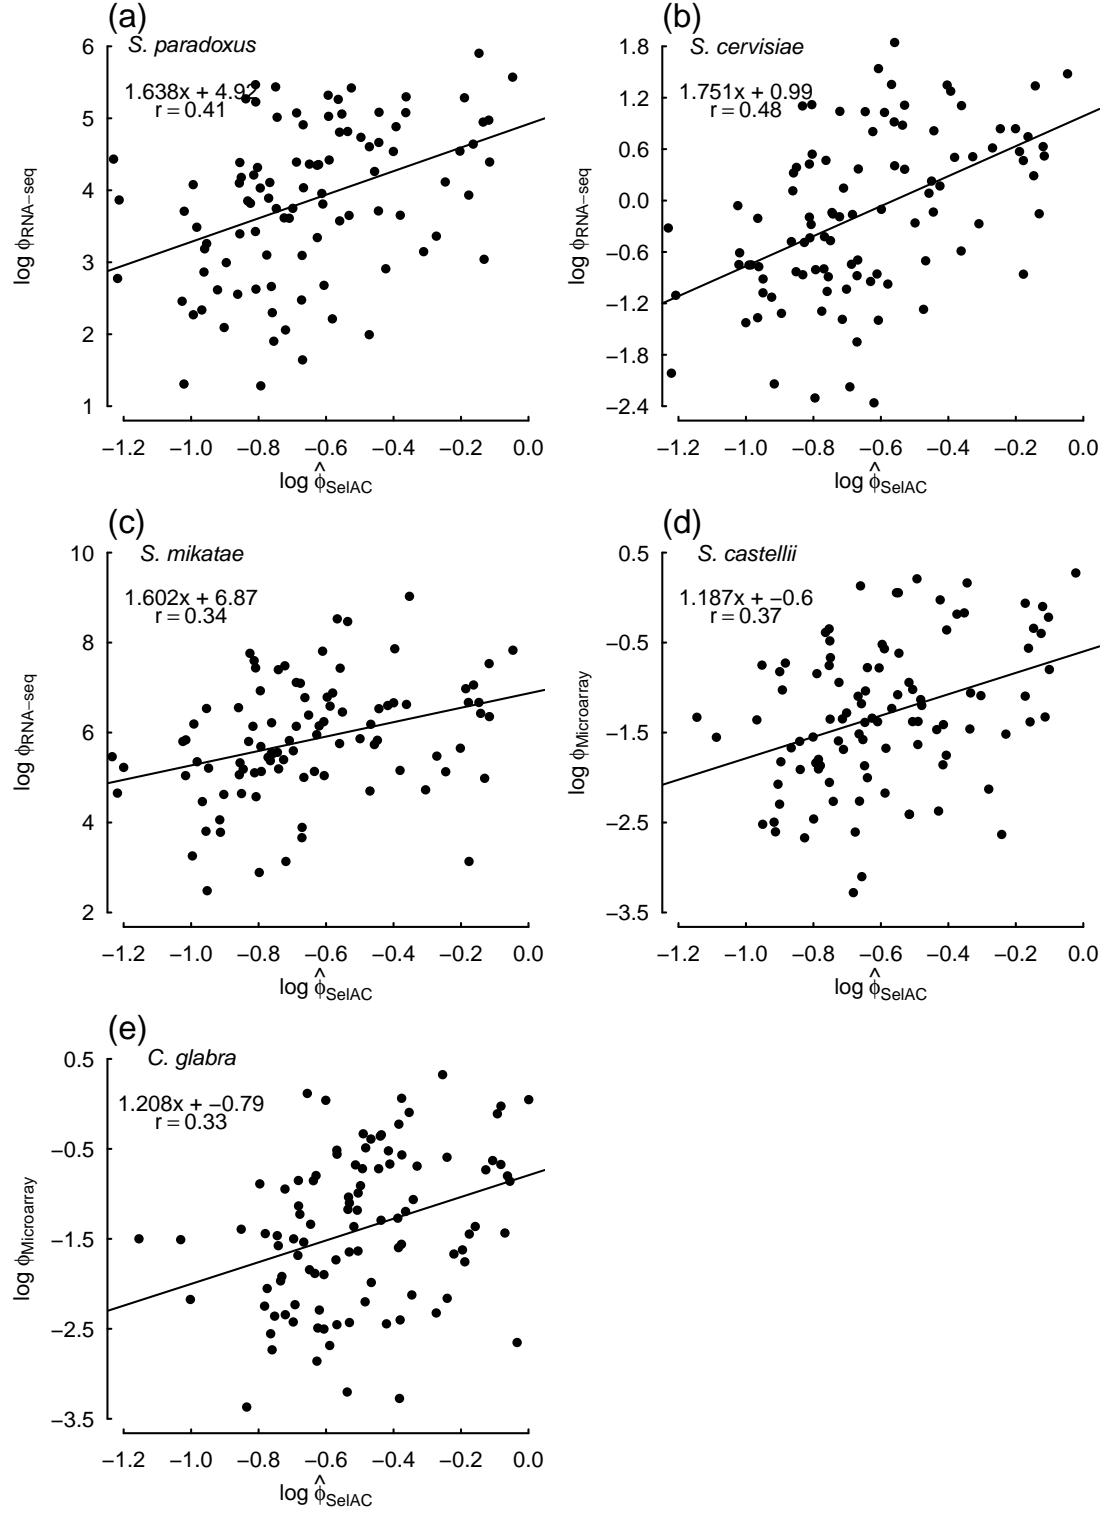 (a)
S. paradoxus
1.638x + 4.92
r = 0.41
log ϕRNA−seq
6
5
4
3
2
1
−1.2 −1.0 −0.8 −0.6 −0.4 −0.2 0.0
log ϕ̂SelAC
(b)
S. cervisiae
1.751x + 0.99
r = 0.48
log ϕRNA−seq
1.8
1.2
0.6
0.0
−0.6
−1.2
−1.8
−2.4
−1.2 −1.0 −0.8 −0.6 −0.4 −0.2 0.0
log ϕ̂SelAC
(c)
S. mikatae
1.602x + 6.87
r = 0.34
log ϕRNA−seq
10
8
6
4
2
−1.2 −1.0 −0.8 −0.6 −0.4 −0.2 0.0
log ϕ̂SelAC
(d)
S. castellii
1.187x + −0.6
r = 0.37
log ϕMicroarray
0.5
−0.5
−1.5
−2.5
−3.5
−1.2 −1.0 −0.8 −0.6 −0.4 −0.2 0.0
log ϕ̂SelAC
(e)
C. glabra
1.208x + −0.79
r = 0.33
log ϕMicroarray
0.5
−0.5
−1.5
−2.5
−3.5
−1.2 −1.0 −0.8 −0.6 −0.4 −0.2 0.0
log ϕ̂SelAC